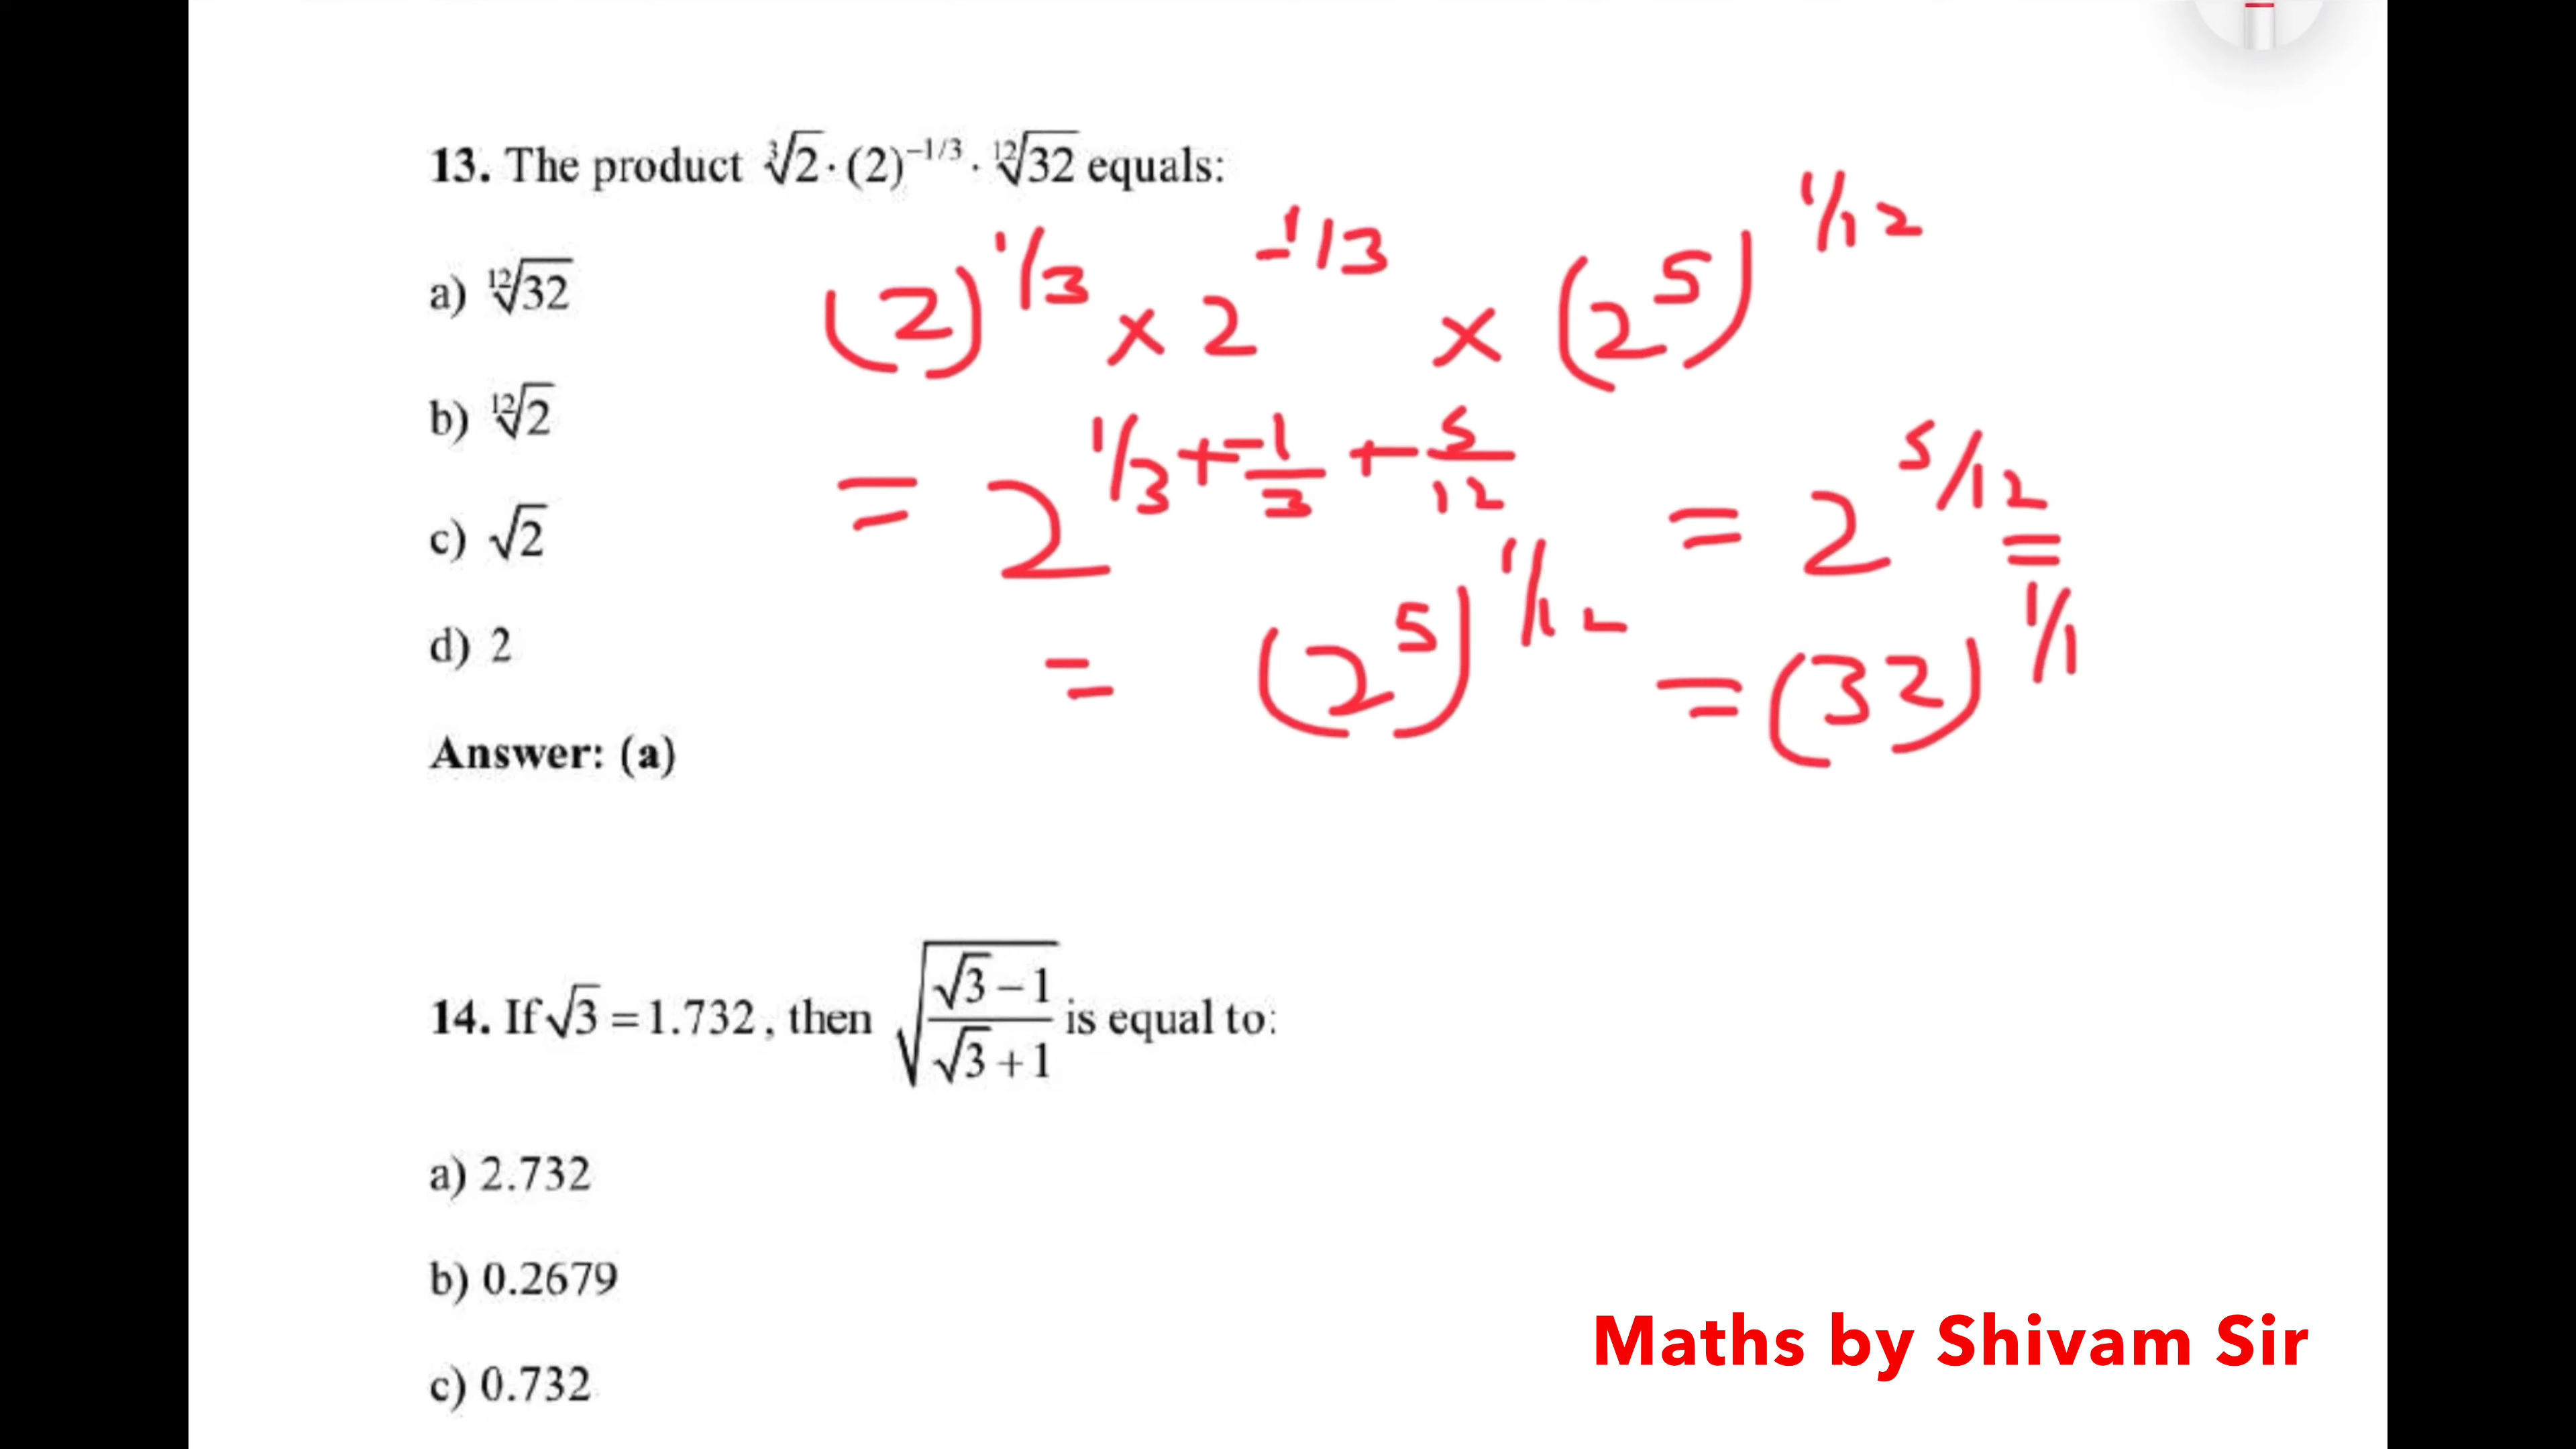 13. The product ∛2 · (2)^(−1/3) · ¹²√32 equals:
a) ¹²√32
(2)^(1/3) × 2^(-1/3) × (2^5)^(1/12)
b) ¹²√2
= 2^(1/3 + -1/3 + 5/12) = 2^(5/12) =
c) √2
= (2^5)^(1/12) = (32)^(1/1
d) 2
Answer: (a)
14. If √3 = 1.732, then √((√3 − 1)/(√3 + 1)) is equal to:
a) 2.732
b) 0.2679
c) 0.732
Maths by Shivam Sir